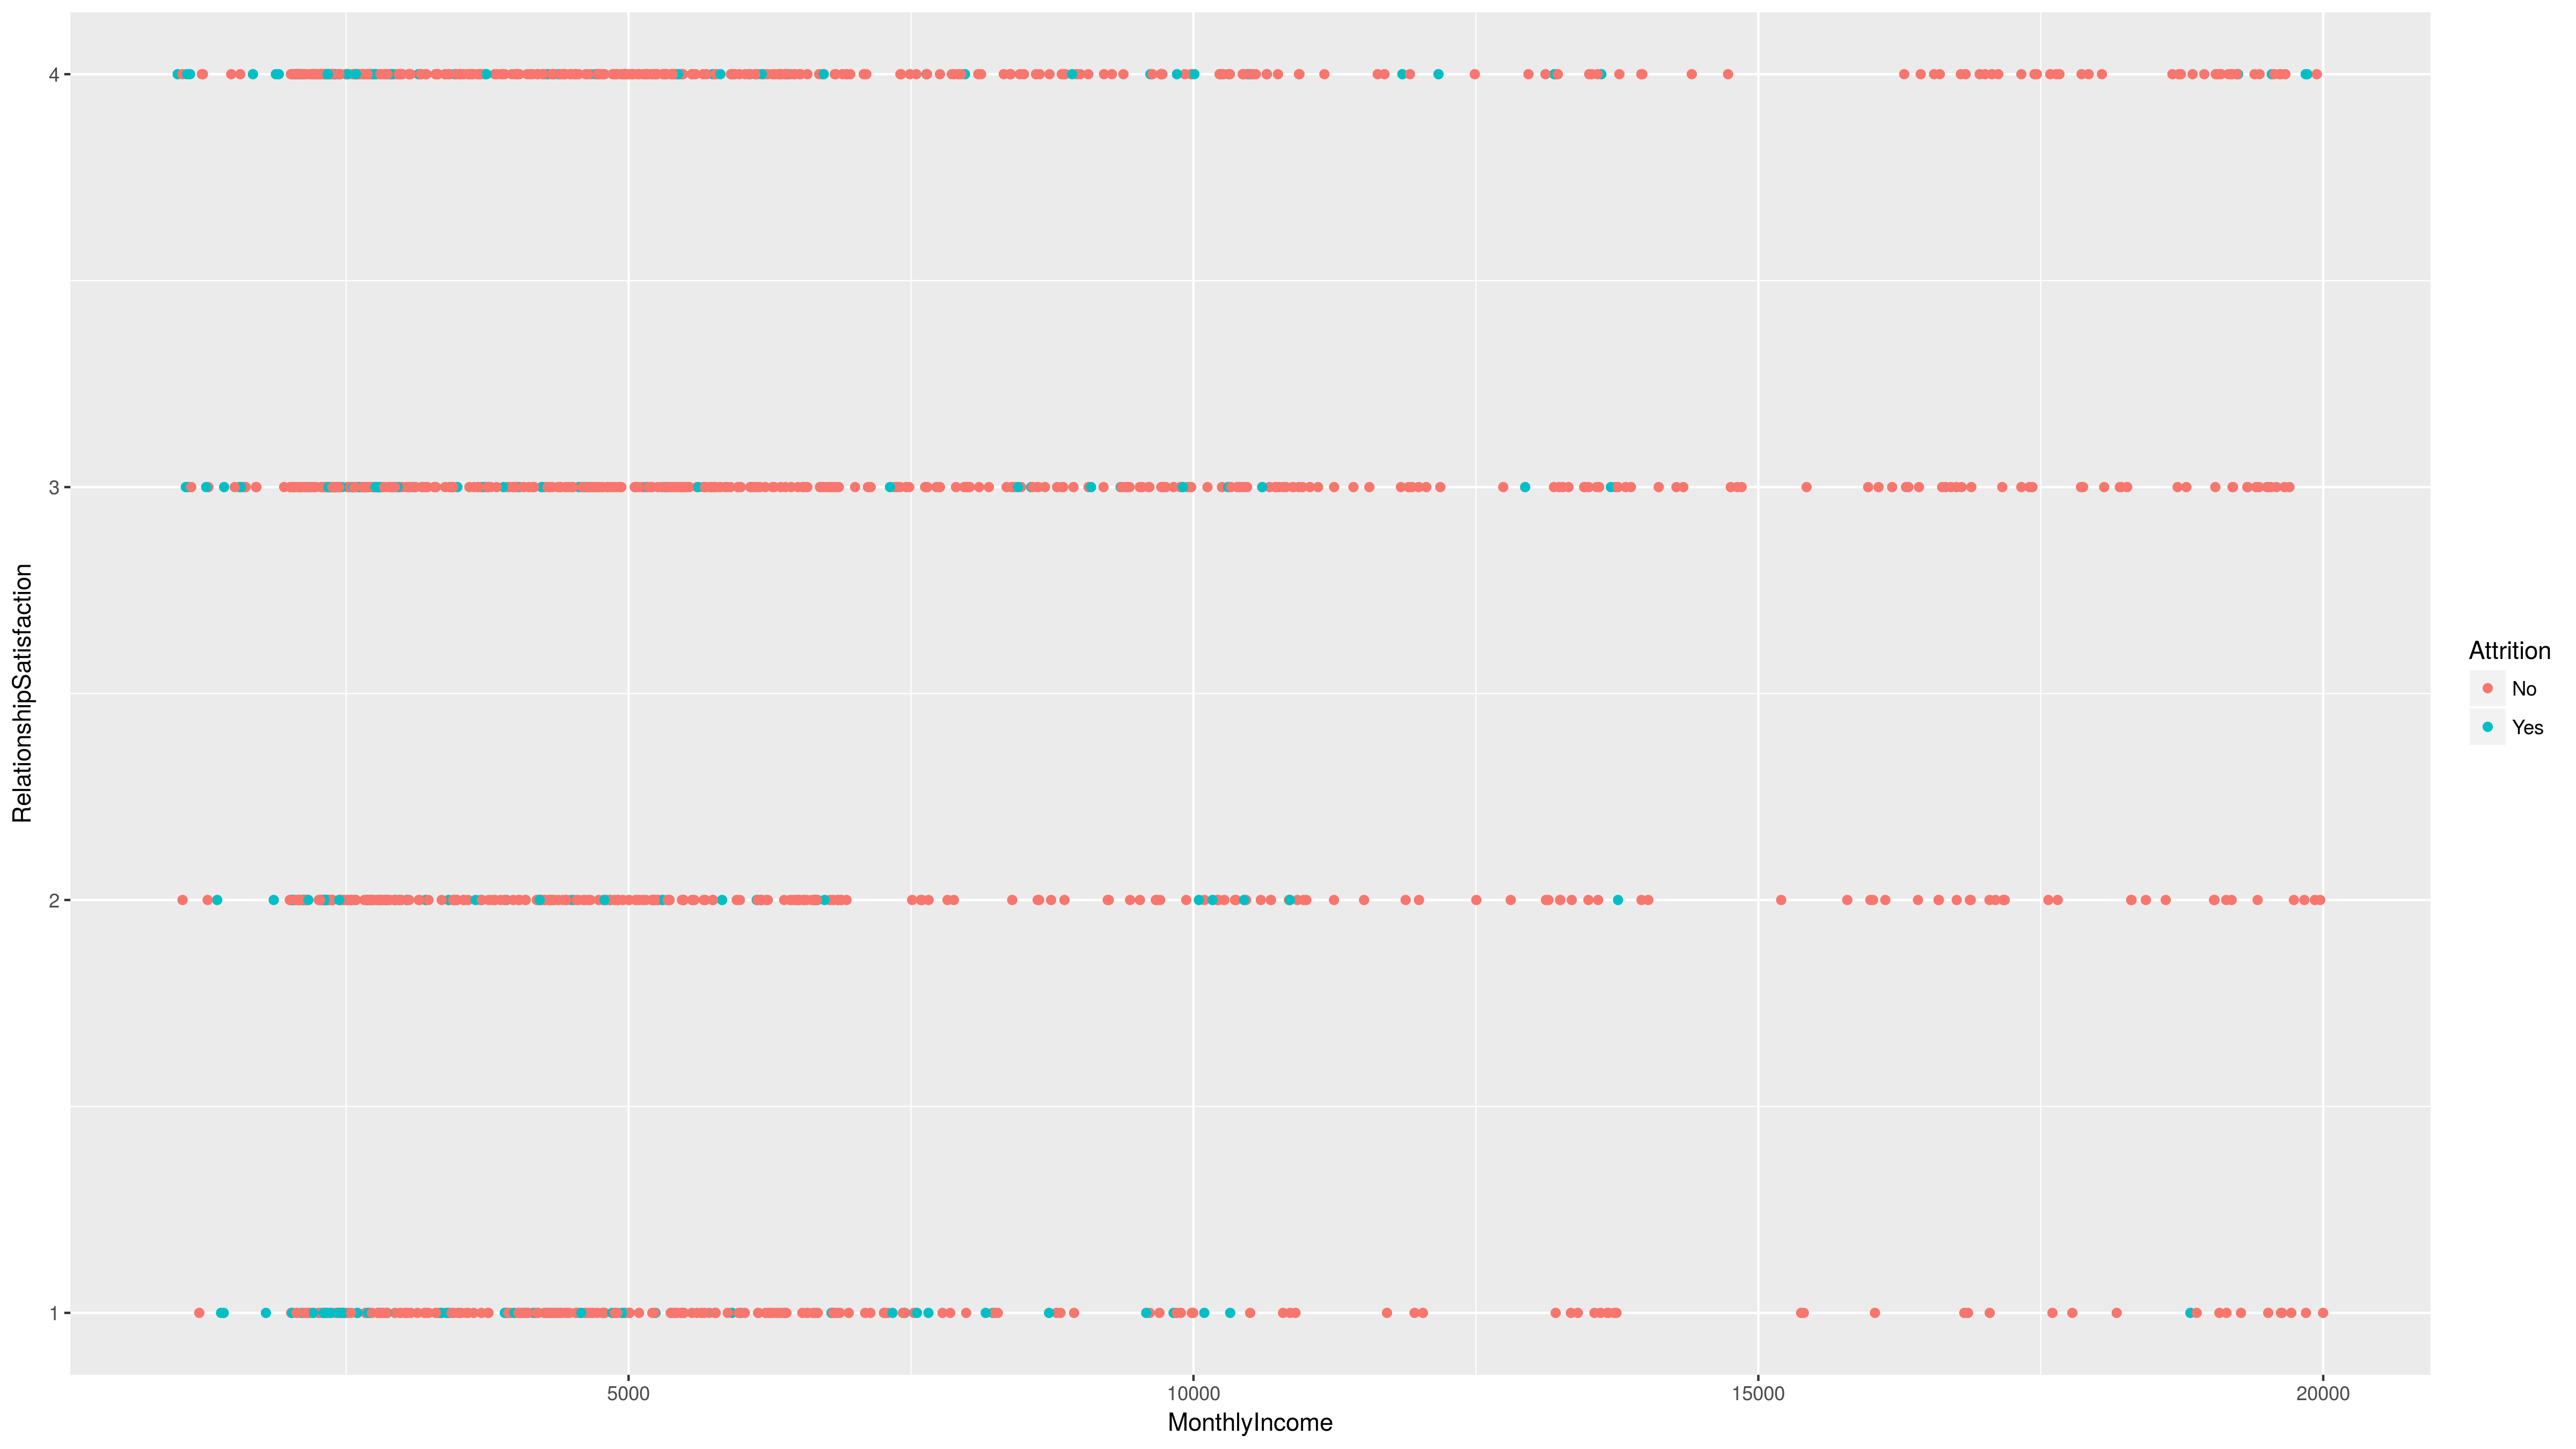 4
3
2
1
RelationshipSatisfaction
5000 10000 15000 20000
MonthlyIncome
Attrition
No
Yes